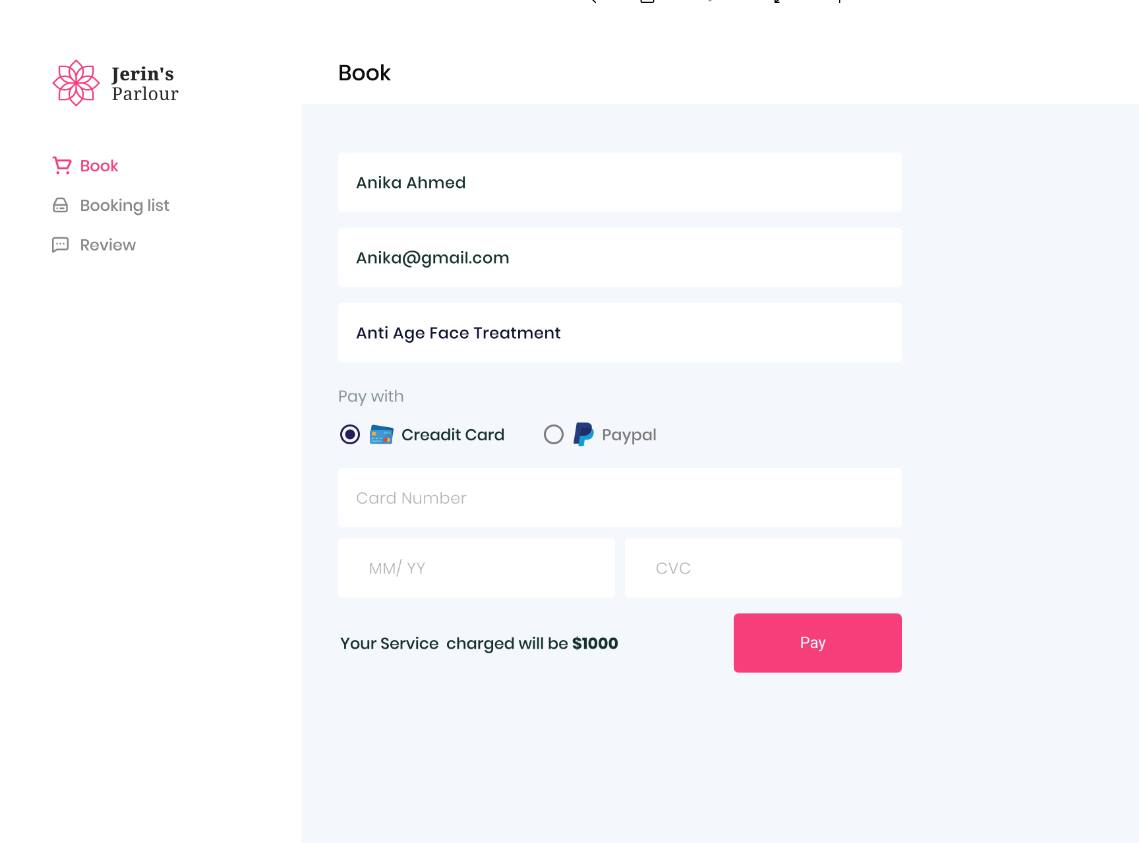 Jerin's
Parlour
Book
Booking list
Review
Book
Anika Ahmed
Anika@gmail.com
Anti Age Face Treatment
Pay with
Creadit Card
Paypal
Card Number
MM/ YY
CVC
Your Service  charged will be $1000
Pay